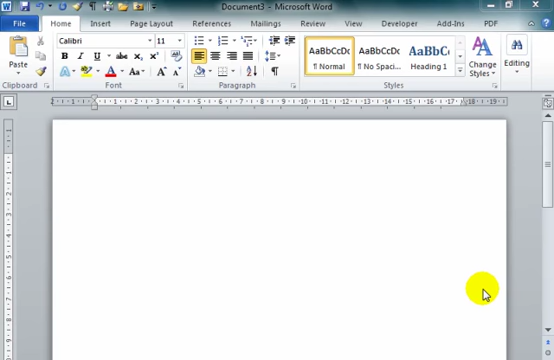 Document3 - Microsoft Word
File Home Insert Page Layout References Mailings Review View Developer Add-Ins PDF
Calibri 11
AaBbCcDc AaBbCcDc AaBbC
Paste B I U abc x₂ x² Aa A A
¶ Normal ¶ No Spaci... Heading 1 Change Styles Editing
Clipboard Font Paragraph Styles